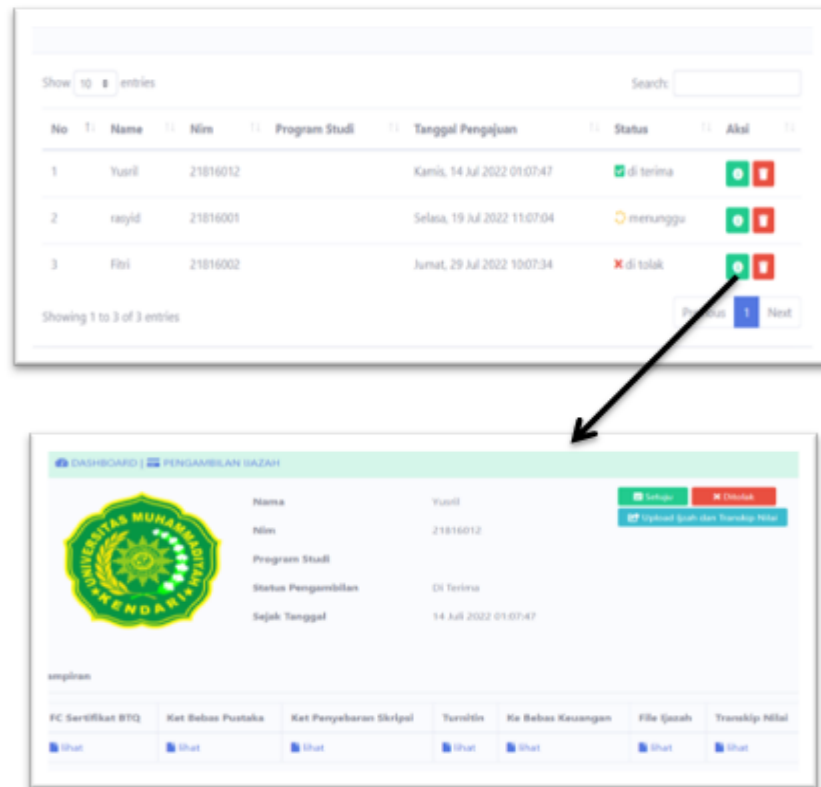 Show 10 entries Search:
No Name Nim Program Studi Tanggal Pengajuan Status Aksi
1 Yusril 21816012 Kamis, 14 Jul 2022 01:07:47 di terima
2 rasyid 21816001 Selasa, 19 Jul 2022 11:07:04 menunggu
3 Fitri 21816002 Jumat, 29 Jul 2022 10:07:34 di tolak
Showing 1 to 3 of 3 entries Previous 1 Next
DASHBOARD | PENGAMBILAN IJAZAH
UNIVERSITAS MUHAMMADIYAH
KENDARI
Nama Yusril
Setuju Ditolak
Upload Ijzah dan Transkip Nilai
Nim 21816012
Program Studi
Status Pengambilan Di Terima
Sejak Tanggal 14 Juli 2022 01:07:47
ampiran
FC Sertifikat BTQ Ket Bebas Pustaka Ket Penyebaran Skripsi Turnitin Ke Bebas Keuangan File Ijazah Transkip Nilai
lihat lihat lihat lihat lihat lihat lihat